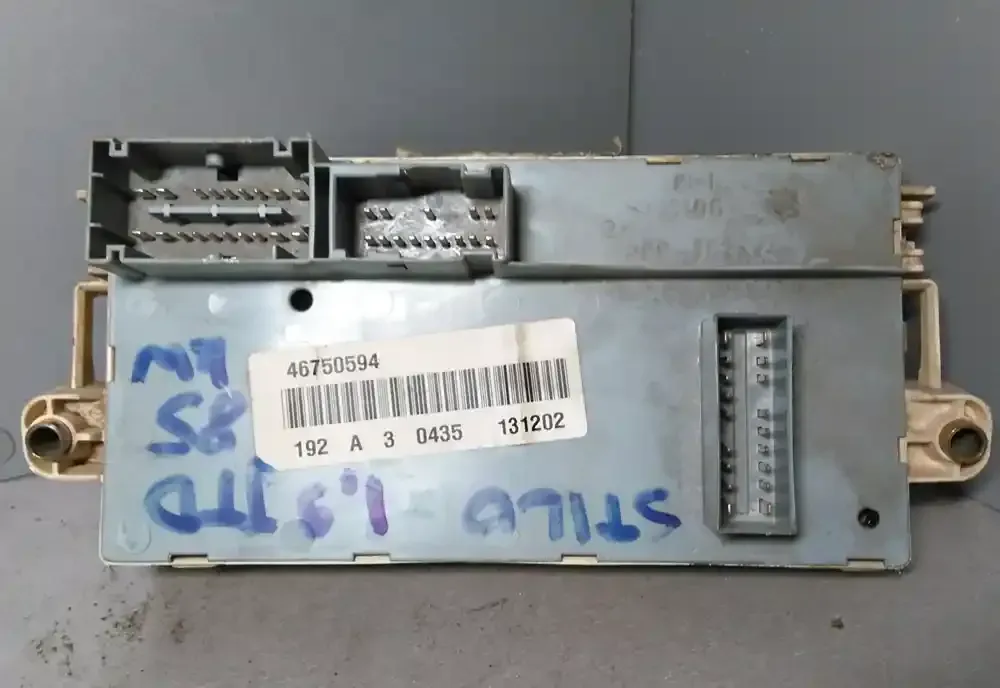 46750594
192 A 3 0435 131202
STILO 1,9 JTD
85
KW